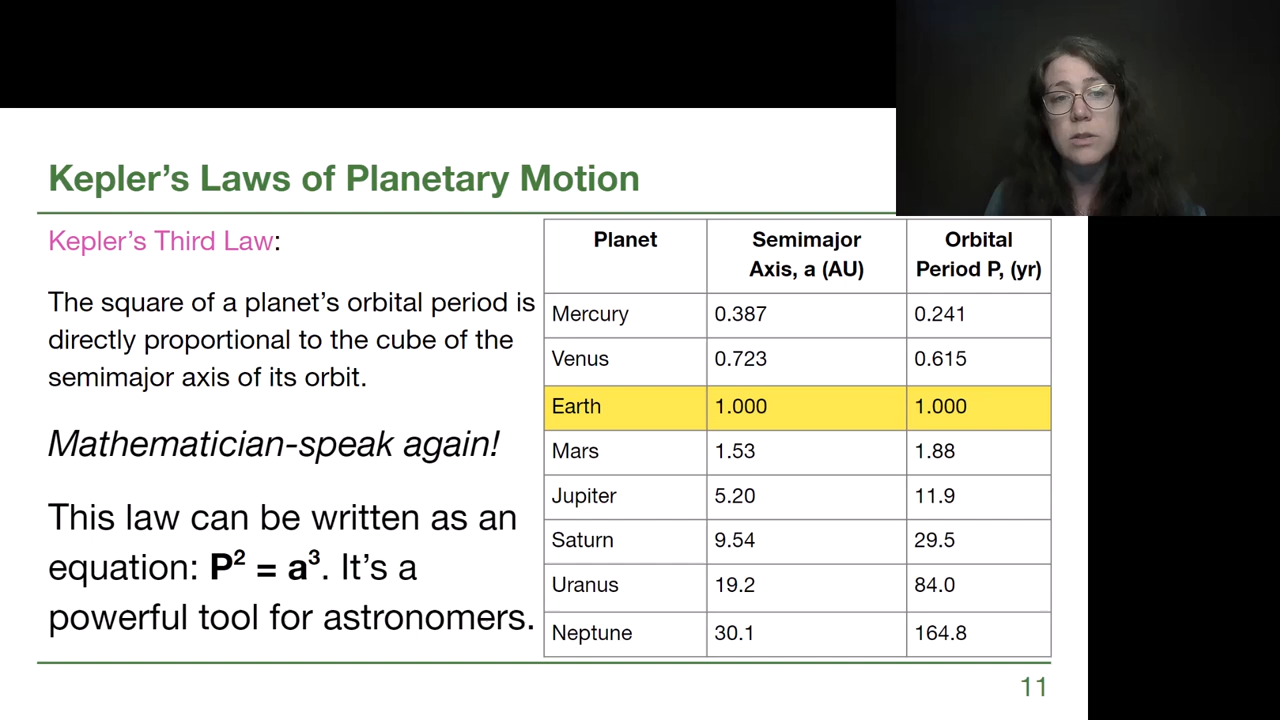 Kepler’s Laws of Planetary Motion
Kepler’s Third Law:
The square of a planet’s orbital period is
directly proportional to the cube of the
semimajor axis of its orbit.
Mathematician-speak again!
This law can be written as an
equation: P² = a³. It’s a
powerful tool for astronomers.
Planet Semimajor Axis, a (AU) Orbital Period P, (yr)
Mercury 0.387 0.241
Venus 0.723 0.615
Earth 1.000 1.000
Mars 1.53 1.88
Jupiter 5.20 11.9
Saturn 9.54 29.5
Uranus 19.2 84.0
Neptune 30.1 164.8
11